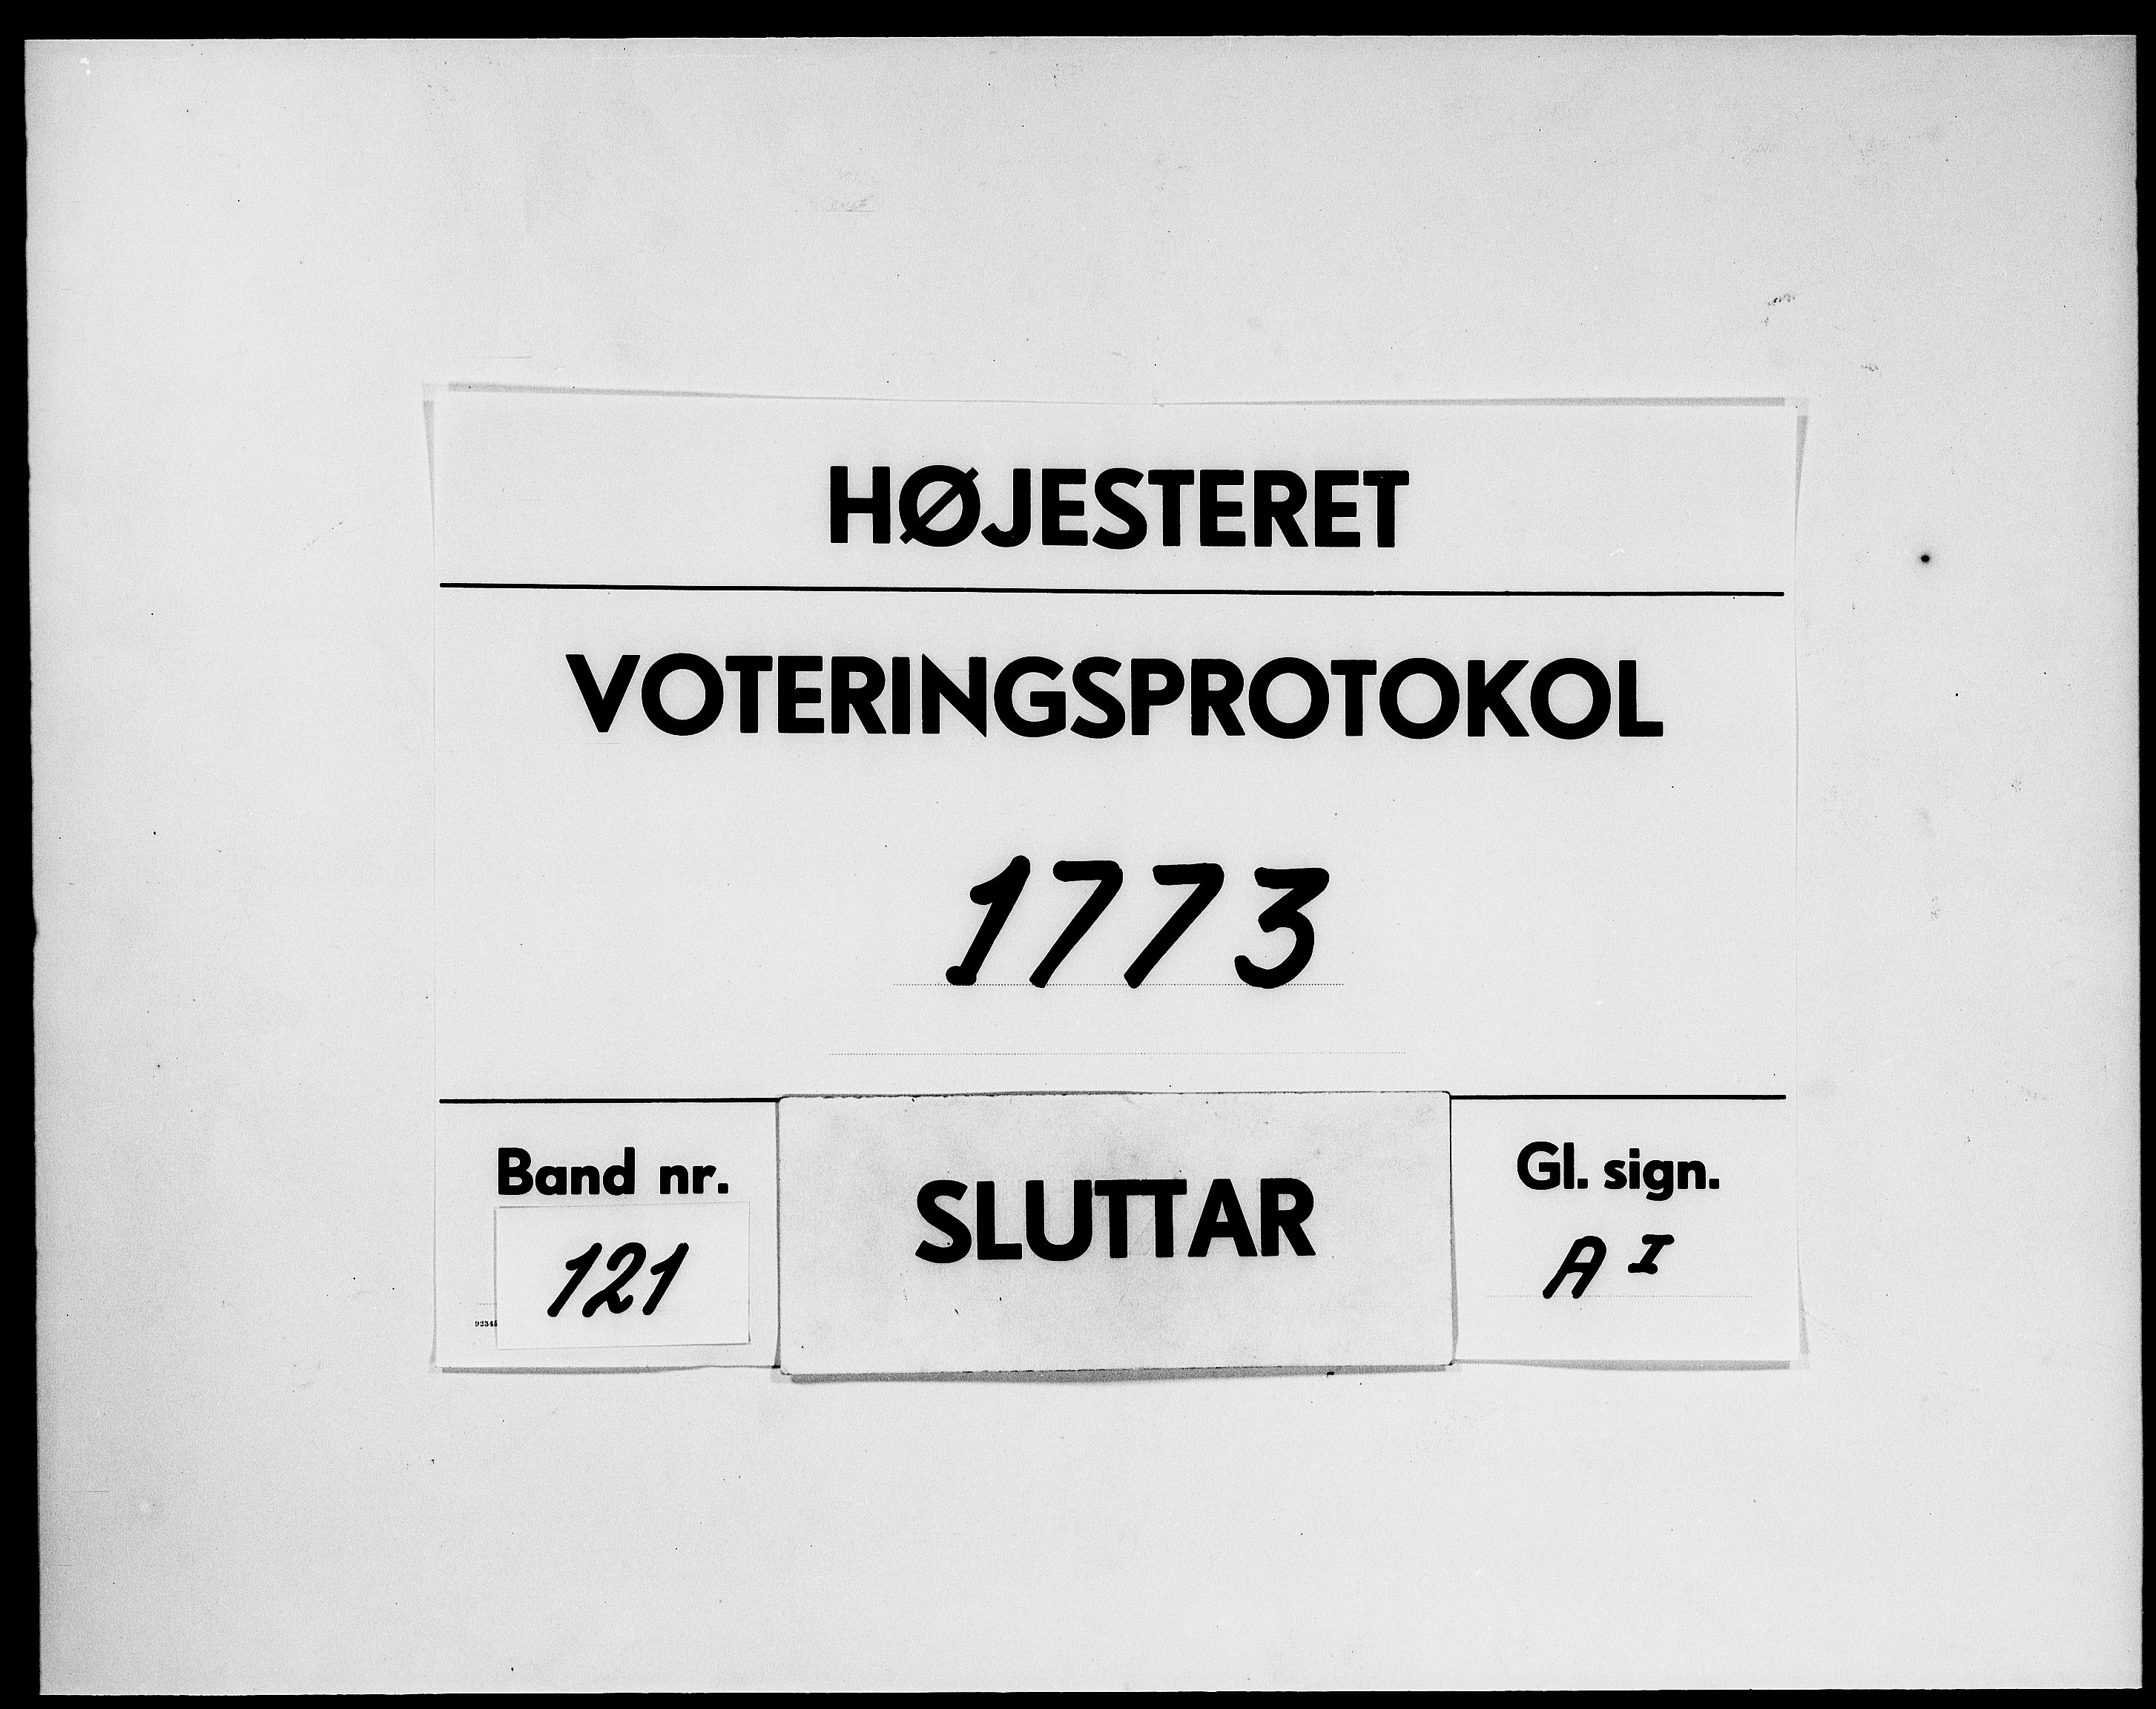 HØJESTERET
VOTERINGSPROTOKOL
1773
Band nr.
121
SLUTTAR
Gl. sign.
A I